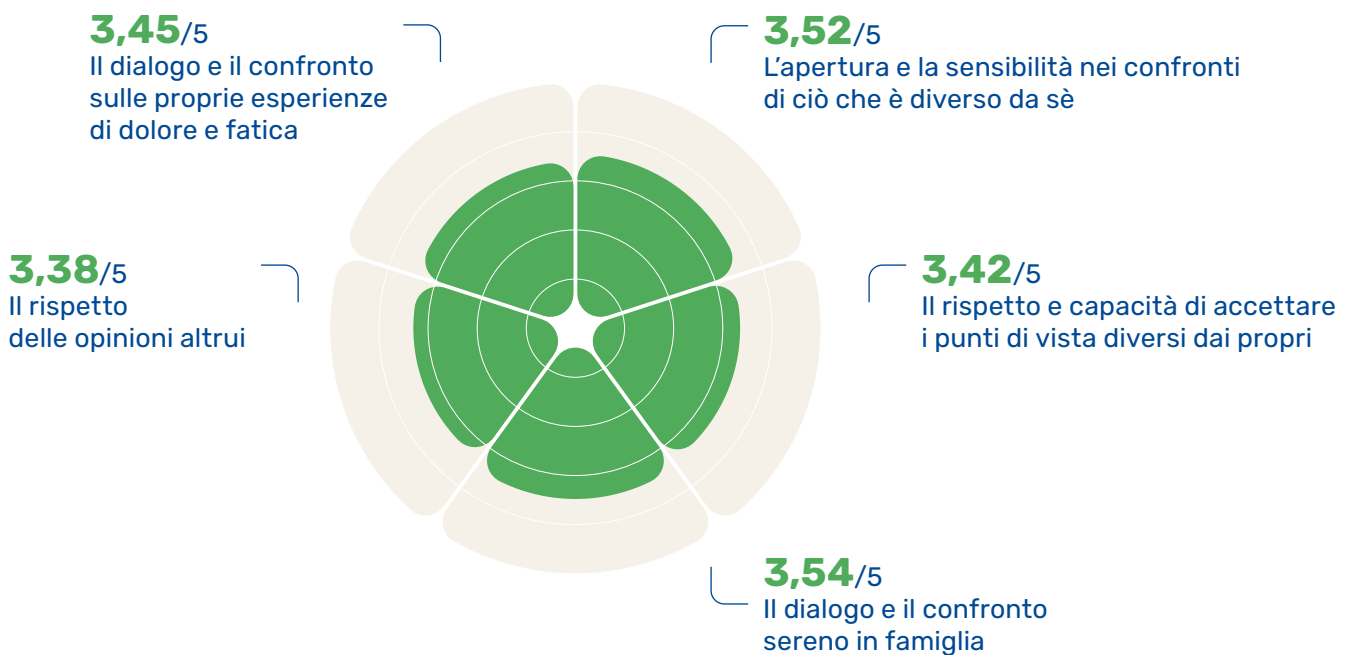 3,45/5
Il dialogo e il confronto
sulle proprie esperienze
di dolore e fatica
3,52/5
L’apertura e la sensibilità nei confronti
di ciò che è diverso da sè
3,38/5
Il rispetto
delle opinioni altrui
3,42/5
Il rispetto e capacità di accettare
i punti di vista diversi dai propri
3,54/5
Il dialogo e il confronto
sereno in famiglia